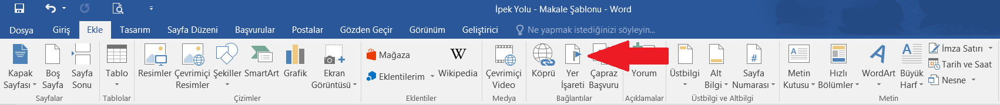 İpek Yolu - Makale Şablonu - Word
Dosya Giriş Ekle Tasarım Sayfa Düzeni Başvurular Postalar Gözden Geçir Görünüm Geliştirici Ne yapmak istediğinizi söyleyin...
Kapak Sayfası
Boş Sayfa
Sayfa Sonu
Sayfalar
Tablo
Tablolar
Resimler
Çevrimiçi Resimler
Şekiller
SmartArt
Grafik
Ekran Görüntüsü
Çizimler
Mağaza
Eklentilerim
W
Wikipedia
Eklentiler
Çevrimiçi Video
Medya
Köprü
Yer İşareti
Çapraz Başvuru
Bağlantılar
Yorum
Açıklamalar
Üstbilgi
Alt Bilgi
#
Sayfa Numarası
Üstbilgi ve Altbilgi
A
Metin Kutusu
Hızlı Bölümler
A
WordArt
A
Büyük Harf
İmza Satırı
Tarih ve Saat
Nesne
Metin